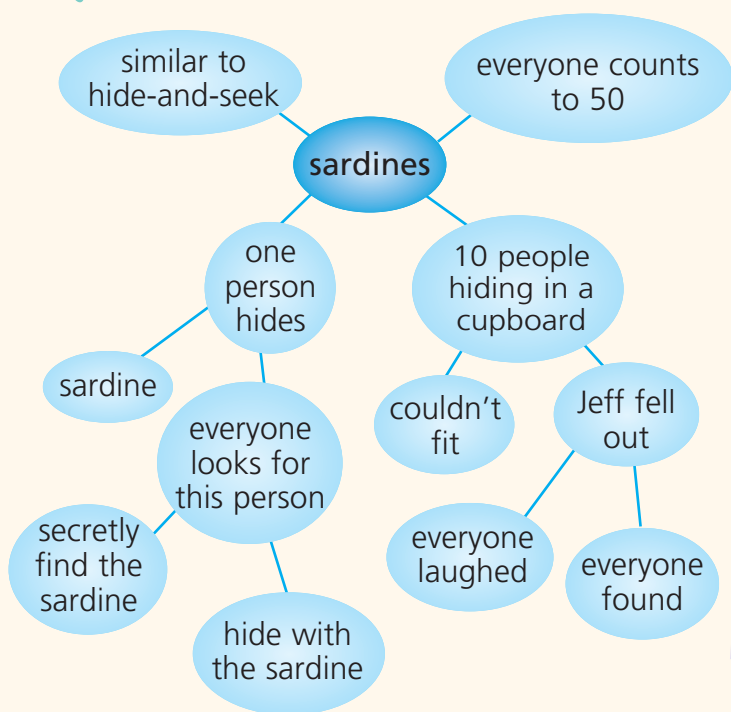 similar to
hide-and-seek
everyone counts
to 50
sardines
one
person
hides
10 people
hiding in a
cupboard
sardine
everyone
looks for
this person
couldn't
fit
Jeff fell
out
secretly
find the
sardine
hide with
the sardine
everyone
laughed
everyone
found